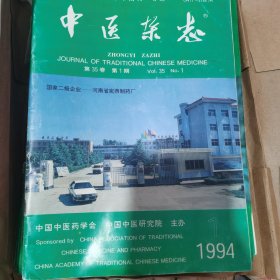 中医杂志
ZHONGYI ZAZHI
JOURNAL OF TRADITIONAL CHINESE MEDICINE
第35卷 第1期 Vol. 35 No. 1
国家二级企业——河南省宛西制药厂
中国中医药学会 中国中医研究院 主办
Sponsored by CHINA ASSOCIATION OF TRADITIONAL
CHINESE MEDICINE AND PHARMACY
CHINA ACADEMY OF TRADITIONAL CHINESE MEDICINE
1994